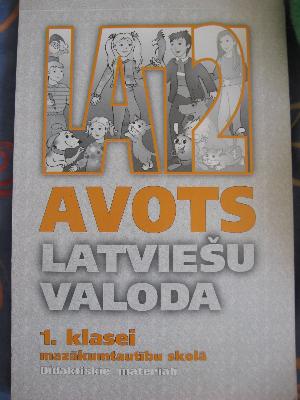 LAT2
AVOTS
LATVIEŠU
VALODA
1. klasei
mazākumtautību skolā
Didaktiskie materiāli